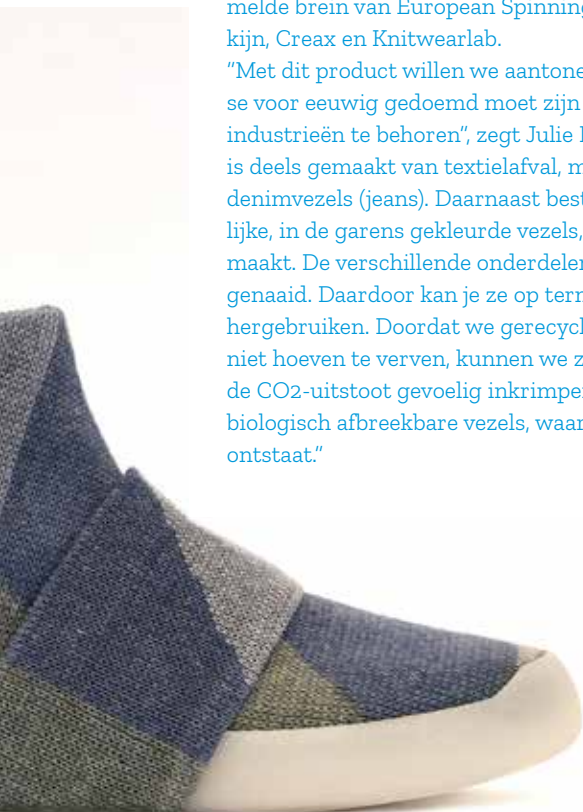 melde brein van European Spinning
kijn, Creax en Knitwearlab.
"Met dit product willen we aantone
se voor eeuwig gedoemd moet zijn
industrieën te behoren", zegt Julie
is deels gemaakt van textielafval, m
denimvezels (jeans). Daarnaast best
lijke, in de garens gekleurde vezels,
maakt. De verschillende onderdelen
genaaid. Daardoor kan je ze op term
hergebruiken. Doordat we gerecycl
niet hoeven te verven, kunnen we z
de CO2-uitstoot gevoelig inkrimpe
biologisch afbreekbare vezels, waar
ontstaat."